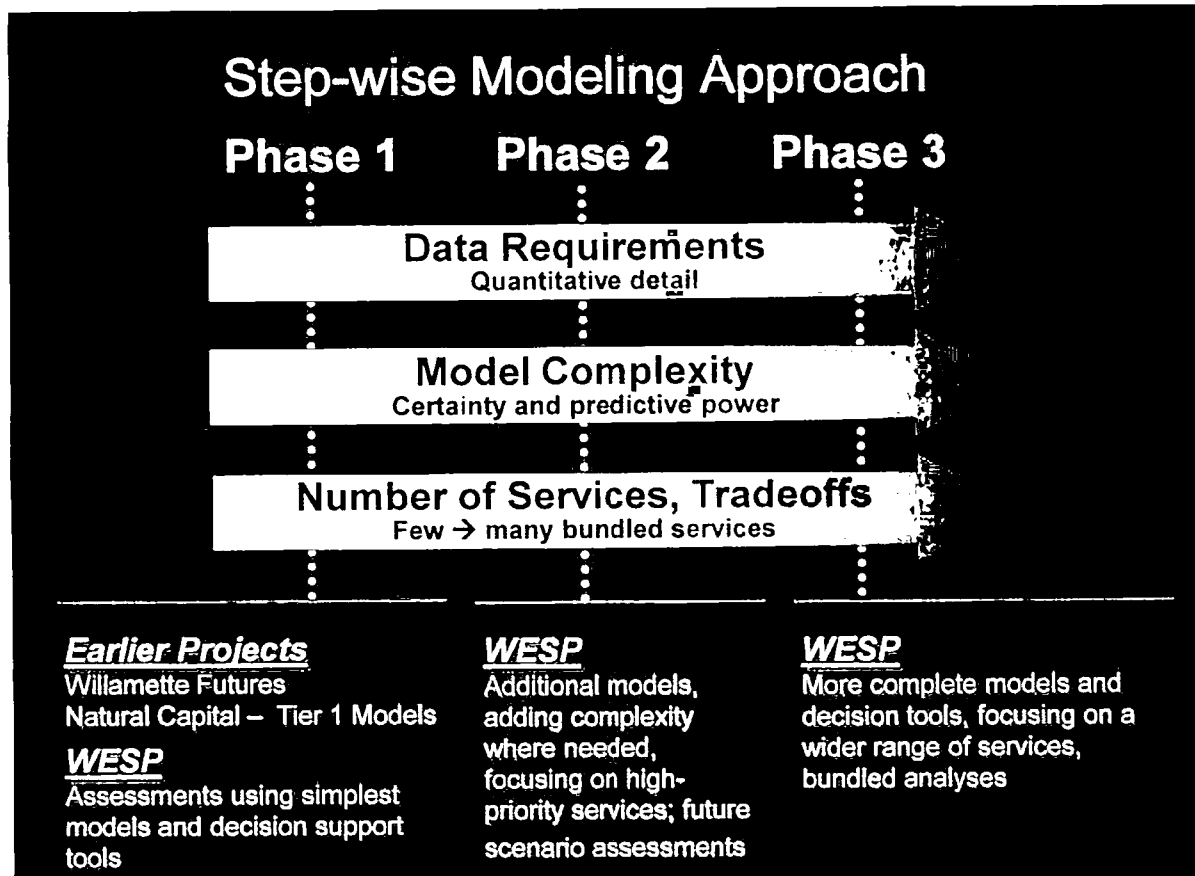 Step-wise Modeling Approach
Phase 1 Phase 2 Phase 3
Data Requirements
Quantitative detail
Model Complexity
Certainty and predictive power
Number of Services, Tradeoffs
Few → many bundled services
Earlier Projects
Willamette Futures
Natural Capital – Tier 1 Models
WESP
Assessments using simplest
models and decision support
tools
WESP
Additional models,
adding complexity
where needed,
focusing on high-
priority services; future
scenario assessments
WESP
More complete models and
decision tools, focusing on a
wider range of services,
bundled analyses